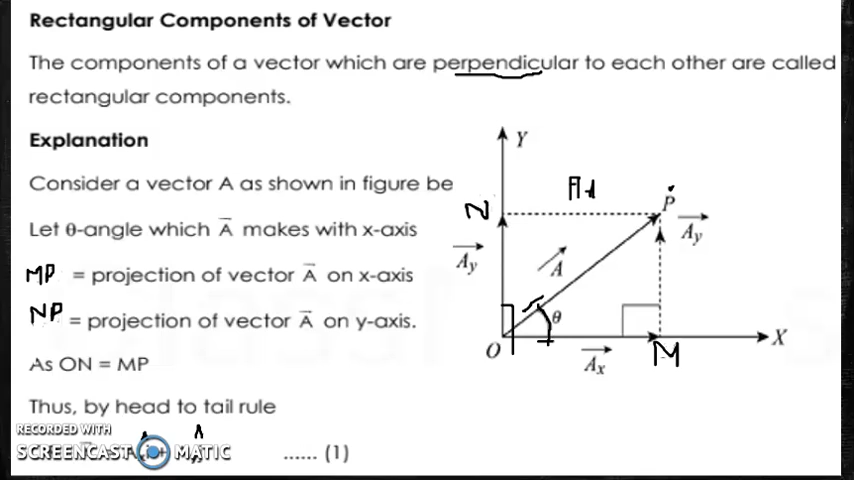 Rectangular Components of Vector
The components of a vector which are perpendicular to each other are called
rectangular components.
Explanation
Consider a vector A as shown in figure be
Let θ-angle which A makes with x-axis
MP = projection of vector A on x-axis
NP = projection of vector A on y-axis.
As ON = MP
Thus, by head to tail rule
...... (1)
RECORDED WITH
SCREENCAST MATIC
Y
N
P
Ay
Ay
A
θ
O
Ax
M
X